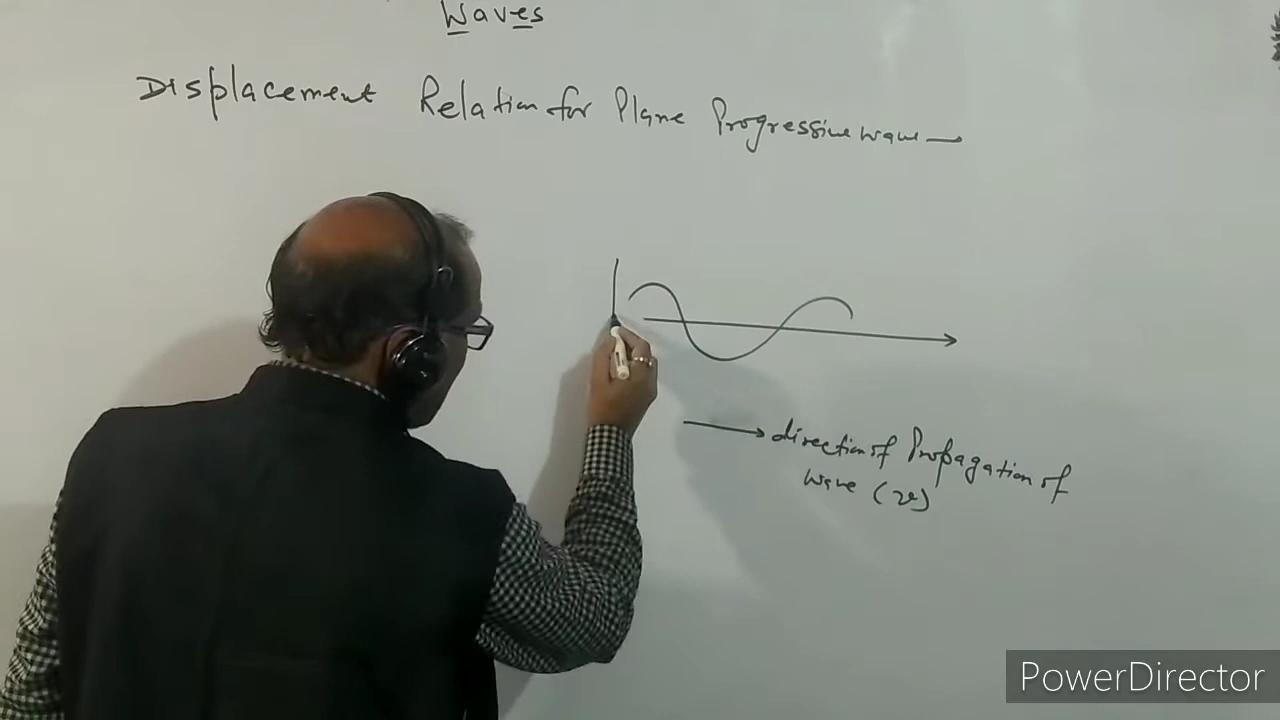 Waves
Displacement Relation for Plane Progressive wave
direction of Propagation of
wave (v)
PowerDirector